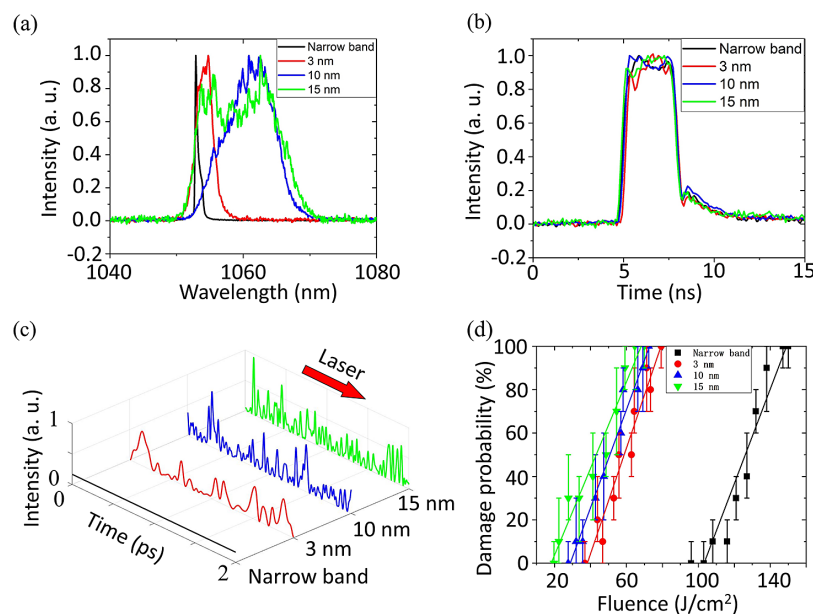 (a)
Intensity (a. u.)
1.0
0.8
0.6
0.4
0.2
0.0
-0.2
1040
1060
1080
Wavelength (nm)
Narrow band
3 nm
10 nm
15 nm
(b)
Intensity (a. u.)
1.0
0.8
0.6
0.4
0.2
0.0
-0.2
0
5
10
15
Time (ns)
Narrow band
3 nm
10 nm
15 nm
(c)
Laser
Intensity (a. u.)
1
0
0
Time (ps)
2
Narrow band
3 nm
10 nm
15 nm
(d)
Damage probability (%)
100
80
60
40
20
0
20
60
100
140
Fluence (J/cm²)
Narrow band
3 nm
10 nm
15 nm